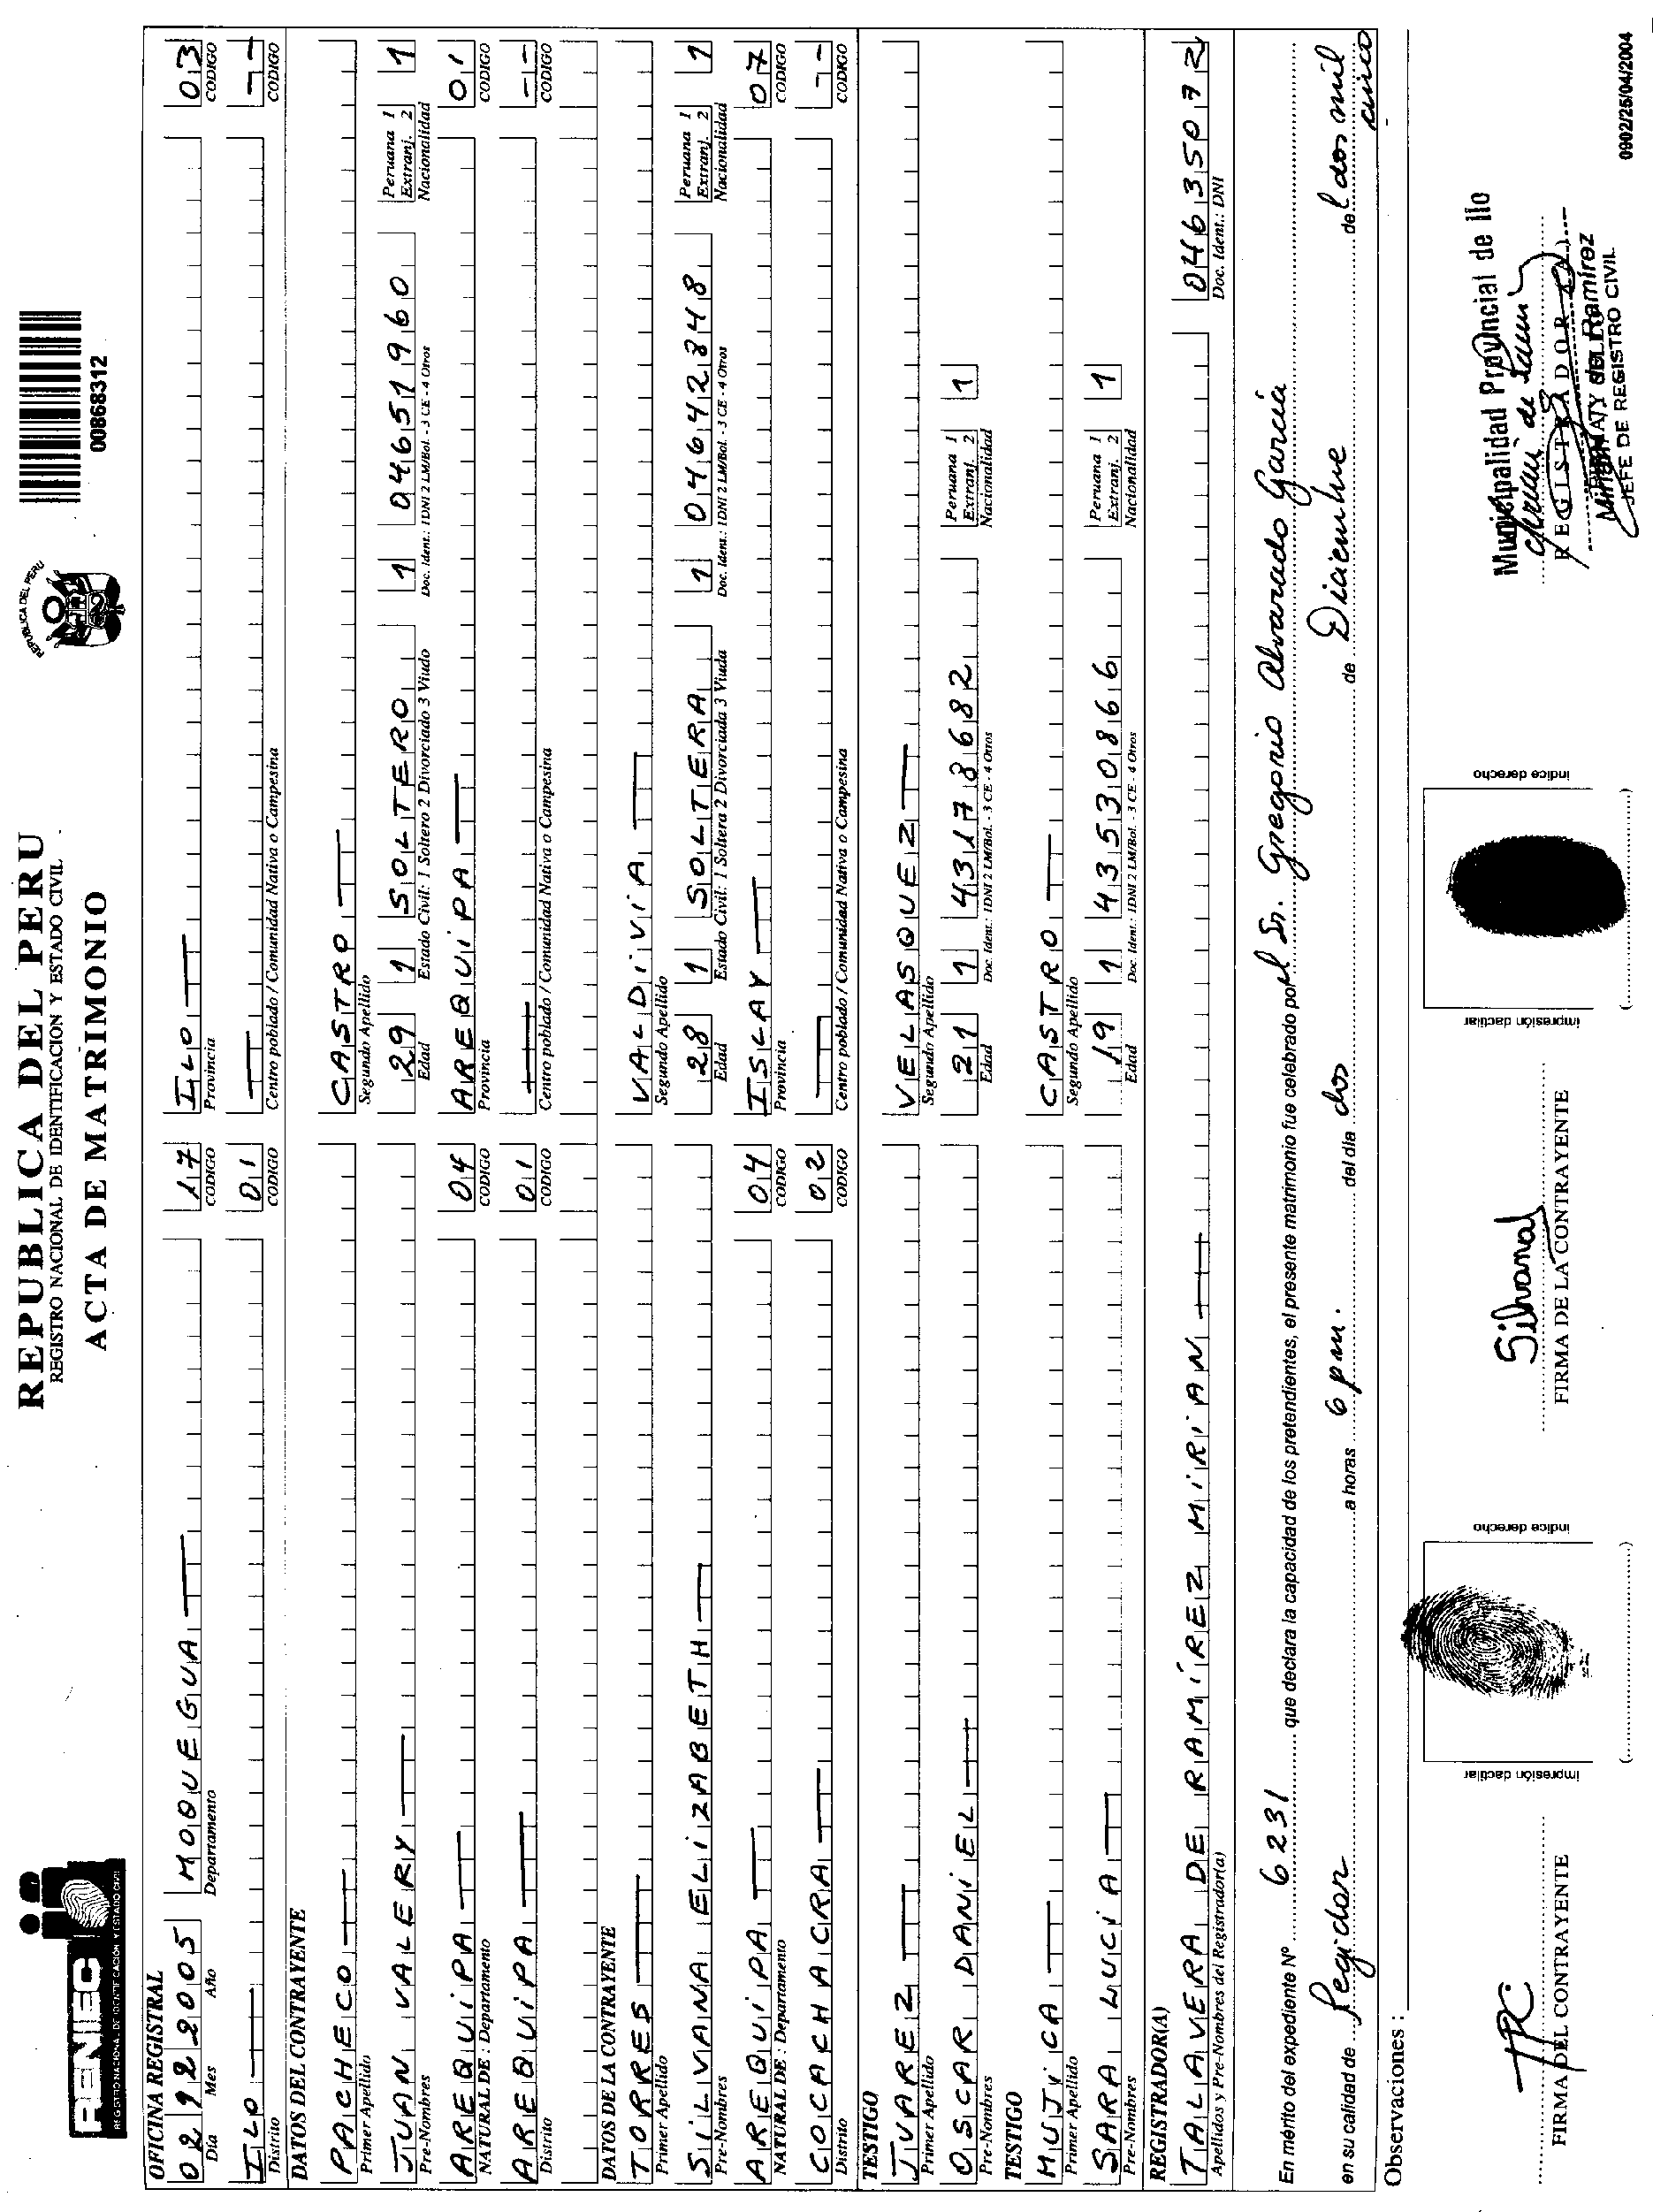 RENIEC
REGISTRO NACIONAL DE IDENTIFICACIÓN Y ESTADO CIVIL
REPUBLICA DEL PERU
REGISTRO NACIONAL DE IDENTIFICACION Y ESTADO CIVIL
ACTA DE MATRIMONIO
REPUBLICA DEL PERU
00868312
OFICINA REGISTRAL
02 12 2005 MOQUEGUA 17 ILO 03
Día Mes Año Departamento CODIGO Provincia CODIGO
ILO 01 --
Distrito CODIGO Centro poblado / Comunidad Nativa o Campesina CODIGO
DATOS DEL CONTRAYENTE
PACHECO CASTRO
Primer Apellido Segundo Apellido
JUAN VALERY 29 1 SOLTERO 1 04651960 Peruana 1 Extranj. 2 1
Pre-Nombres Edad Estado Civil: 1 Soltero 2 Divorciado 3 Viudo Doc. Ident.: 1DNI 2 LM/Bol. - 3 CE - 4 Otros Nacionalidad
AREQUIPA 04 AREQUIPA 01
NATURAL DE : Departamento CODIGO Provincia CODIGO
AREQUIPA 01 --
Distrito CODIGO Centro poblado / Comunidad Nativa o Campesina CODIGO
DATOS DE LA CONTRAYENTE
TORRES VALDIVIA
Primer Apellido Segundo Apellido
SILVANA ELIZABETH 28 1 SOLTERA 1 04642848 Peruana 1 Extranj. 2 1
Pre-Nombres Edad Estado Civil: 1 Soltera 2 Divorciada 3 Viuda Doc. Ident.: 1DNI 2 LM/Bol. - 3 CE - 4 Otros Nacionalidad
AREQUIPA 04 ISLAY 07
NATURAL DE : Departamento CODIGO Provincia CODIGO
COCACHACRA 02 --
Distrito CODIGO Centro poblado / Comunidad Nativa o Campesina CODIGO
TESTIGO
JUAREZ VELASQUEZ
Primer Apellido Segundo Apellido
OSCAR DANIEL 21 1 43178682 Peruana 1 Extranj. 2 1
Pre-Nombres Edad Doc. Ident.: 1DNI 2 LM/Bol. - 3 CE - 4 Otros Nacionalidad
TESTIGO
MUJICA CASTRO
Primer Apellido Segundo Apellido
SARA LUCIA 19 1 43530866 Peruana 1 Extranj. 2 1
Pre-Nombres Edad Doc. Ident.: 1DNI 2 LM/Bol. - 3 CE - 4 Otros Nacionalidad
REGISTRADOR(A)
TALAVERA DE RAMÍREZ MIRIAN 04635072
Apellidos y Pre-Nombres del Registrador(a) Doc. Ident.: DNI
En mérito del expediente Nº 6231 que declara la capacidad de los pretendientes, el presente matrimonio fue celebrado por el Sr. Gregorio Alvarado García
en su calidad de Regidor a horas 6 pm. del día dos de Diciembre del dos mil cinco
Observaciones :
TPC
FIRMA DEL CONTRAYENTE
impresión dactilar
índice derecho
Silvana
FIRMA DE LA CONTRAYENTE
impresión dactilar
índice derecho
Municipalidad Provincial de Ilo
REGISTRADORA
Ramírez
JEFE DE REGISTRO CIVIL
0902/25/04/2004